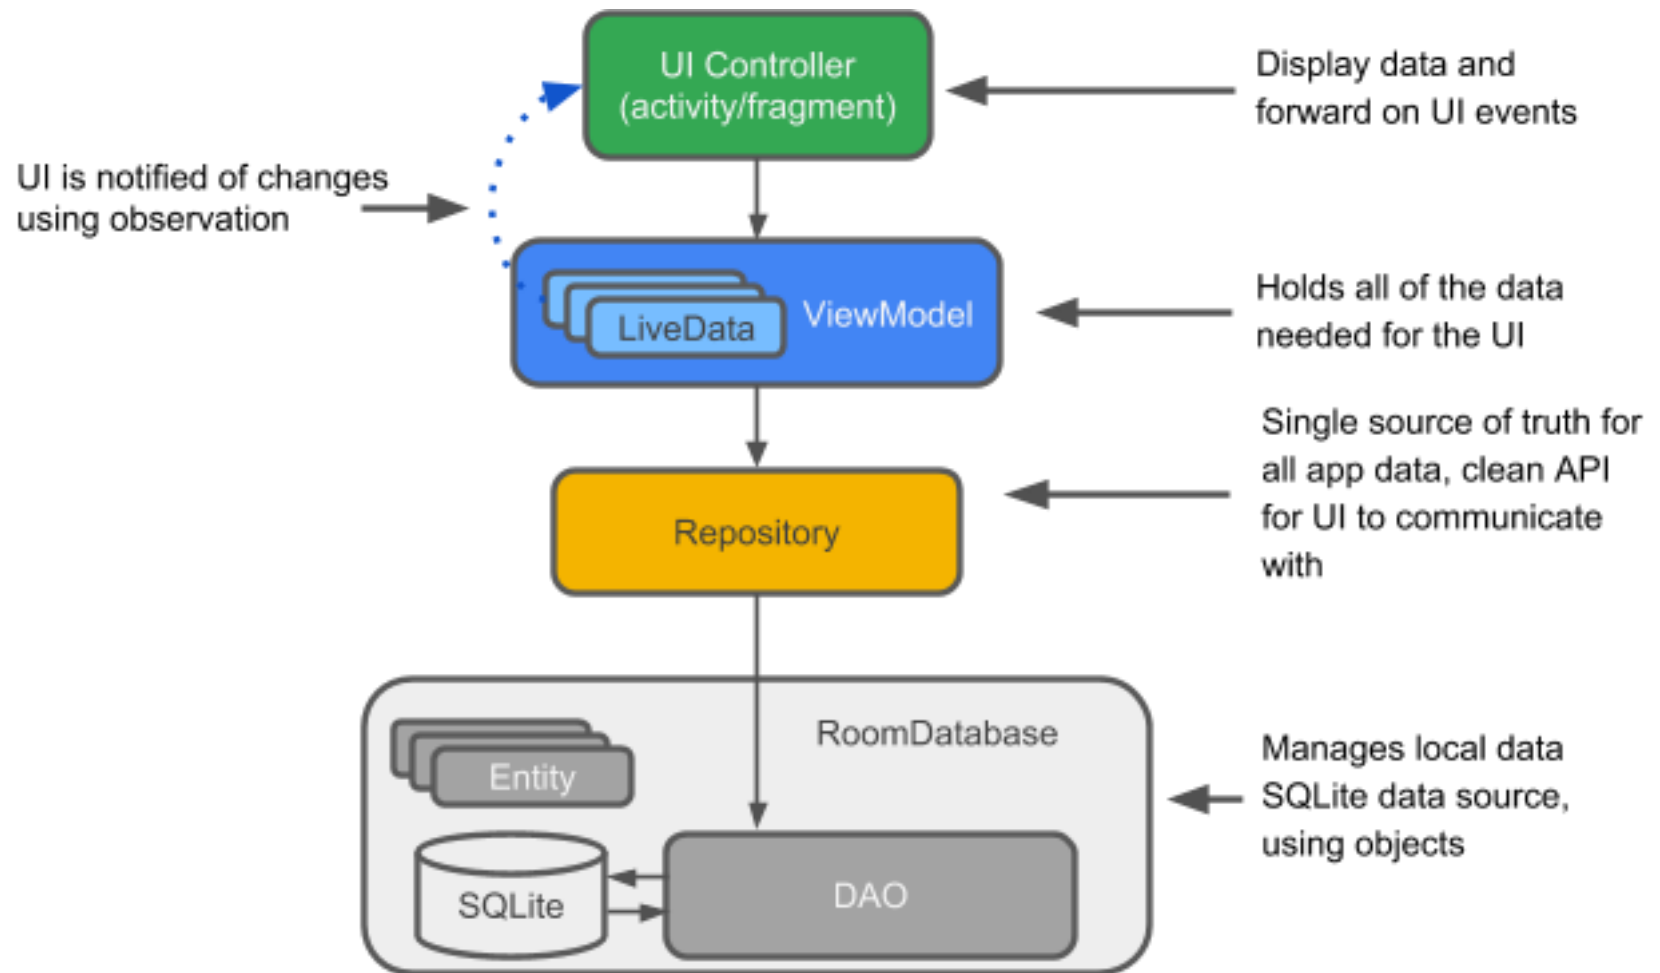 UI Controller
(activity/fragment)
Display data and
forward on UI events
UI is notified of changes
using observation
LiveData
ViewModel
Holds all of the data
needed for the UI
Single source of truth for
all app data, clean API
for UI to communicate
with
Repository
RoomDatabase
Entity
Manages local data
SQLite data source,
using objects
SQLite
DAO